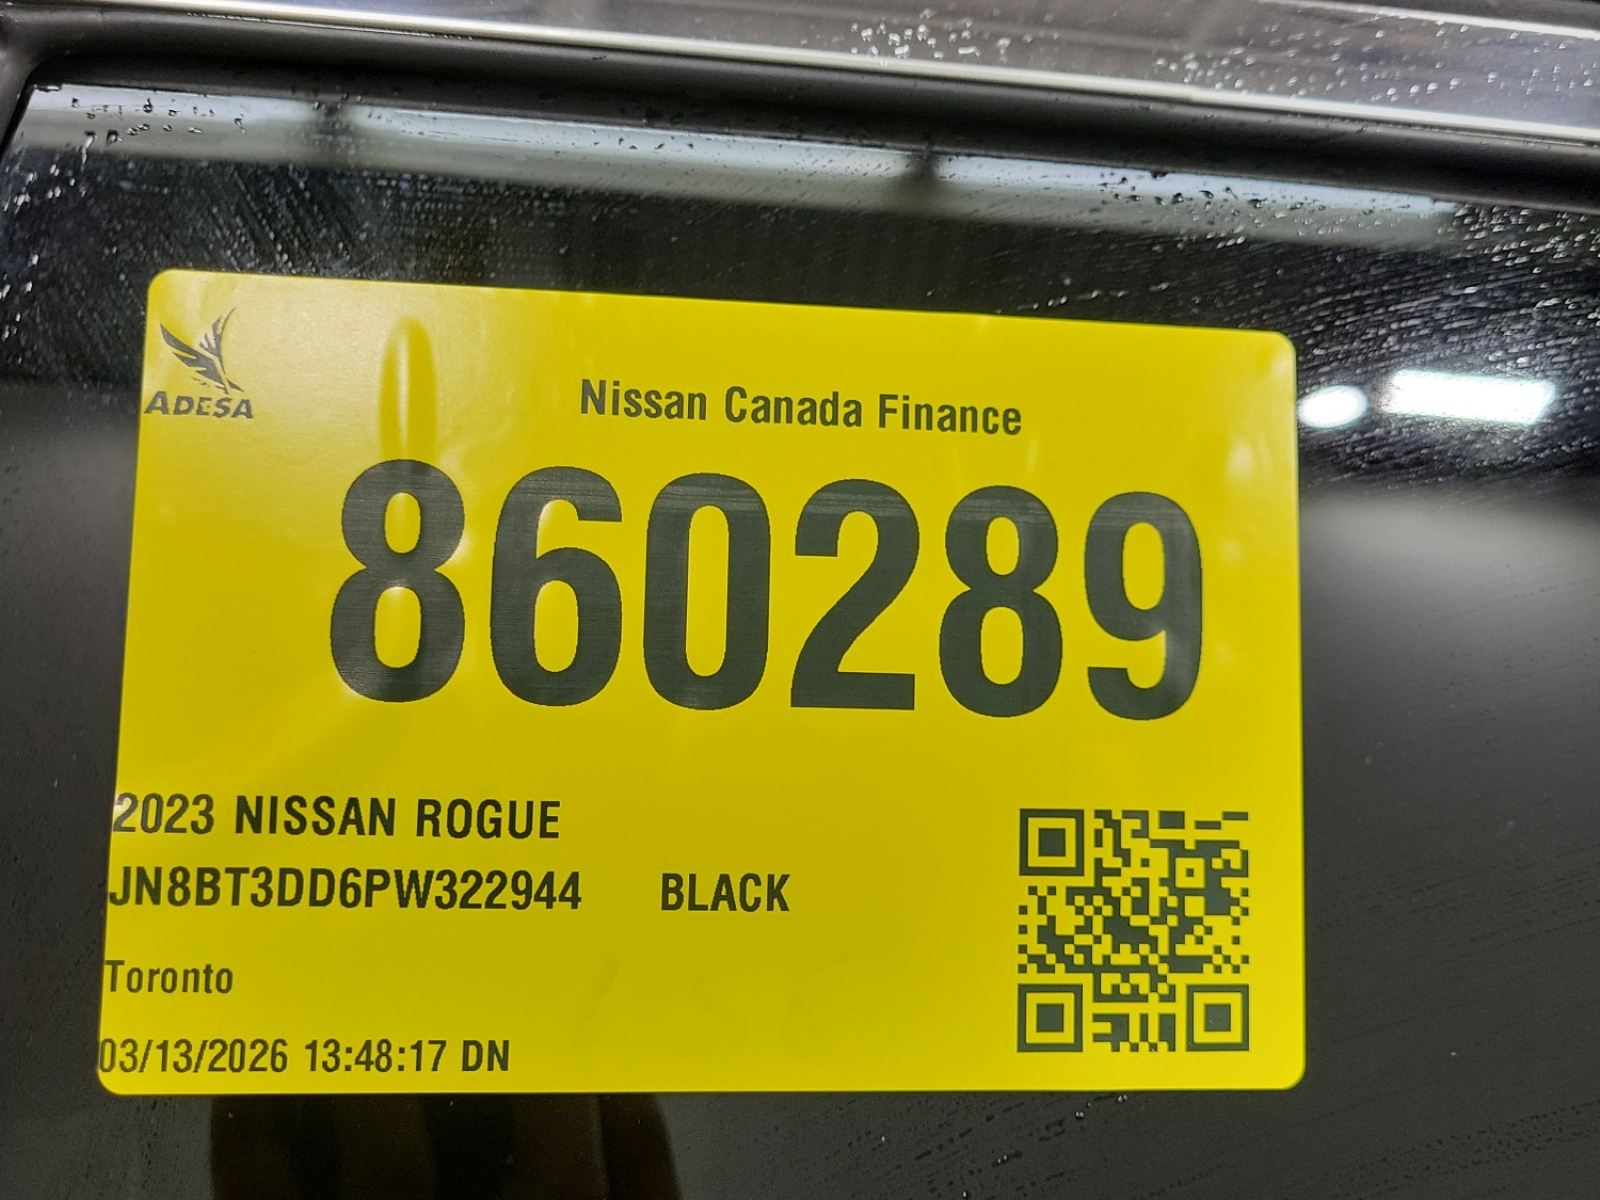 ADESA
Nissan Canada Finance
860289
2023 NISSAN ROGUE
JN8BT3DD6PW322944 BLACK
Toronto
03/13/2026 13:48:17 DN